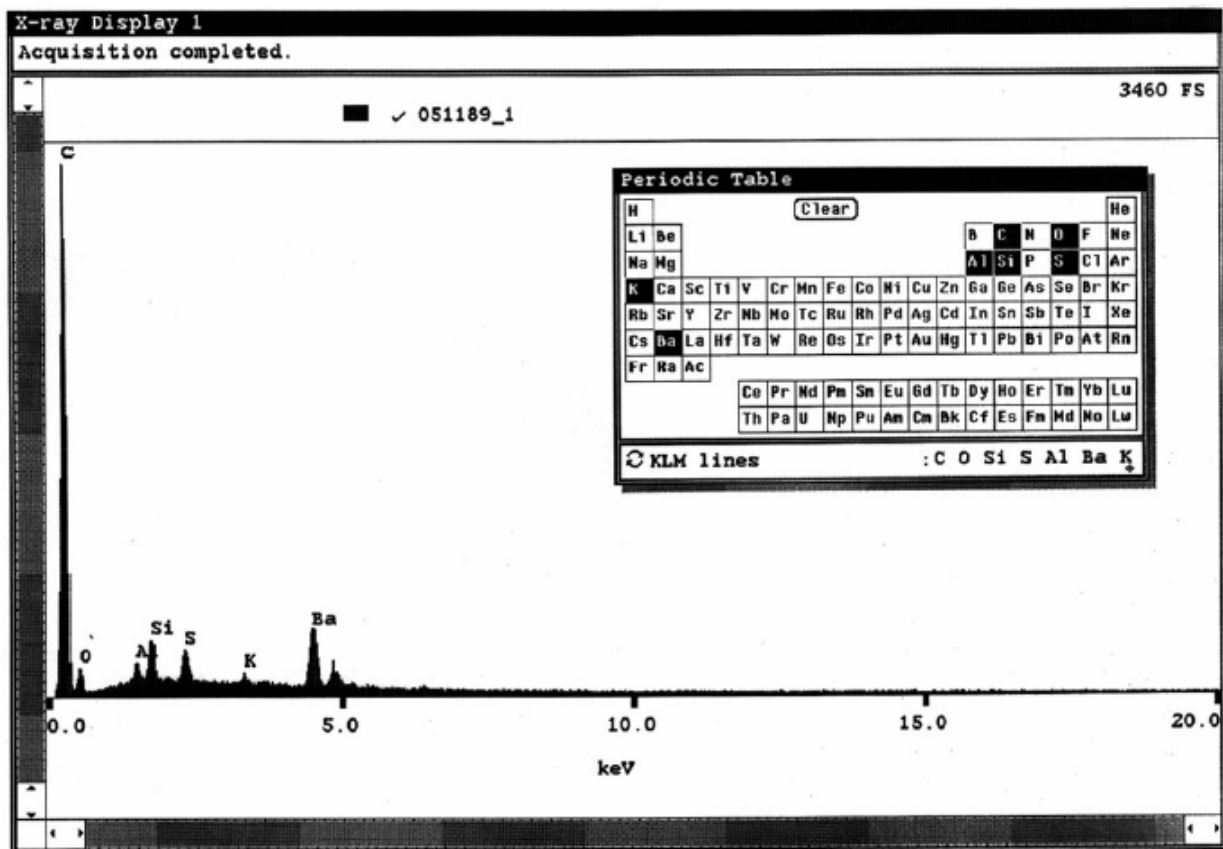 X-ray Display 1
Acquisition completed.
3460 FS
✓ 051189_1
C
Periodic Table
H Clear He
Li Be B C N O F Ne
Na Mg Al Si P S Cl Ar
K Ca Sc Ti V Cr Mn Fe Co Ni Cu Zn Ga Ge As Se Br Kr
Rb Sr Y Zr Nb Mo Tc Ru Rh Pd Ag Cd In Sn Sb Te I Xe
Cs Ba La Hf Ta W Re Os Ir Pt Au Hg Tl Pb Bi Po At Rn
Fr Ra Ac
Ce Pr Nd Pm Sm Eu Gd Tb Dy Ho Er Tm Yb Lu
Th Pa U Np Pu Am Cm Bk Cf Es Fm Md No Lw
KLM lines :C O Si S Al Ba K
O A Si S K Ba
0.0 5.0 10.0 15.0 20.0
keV